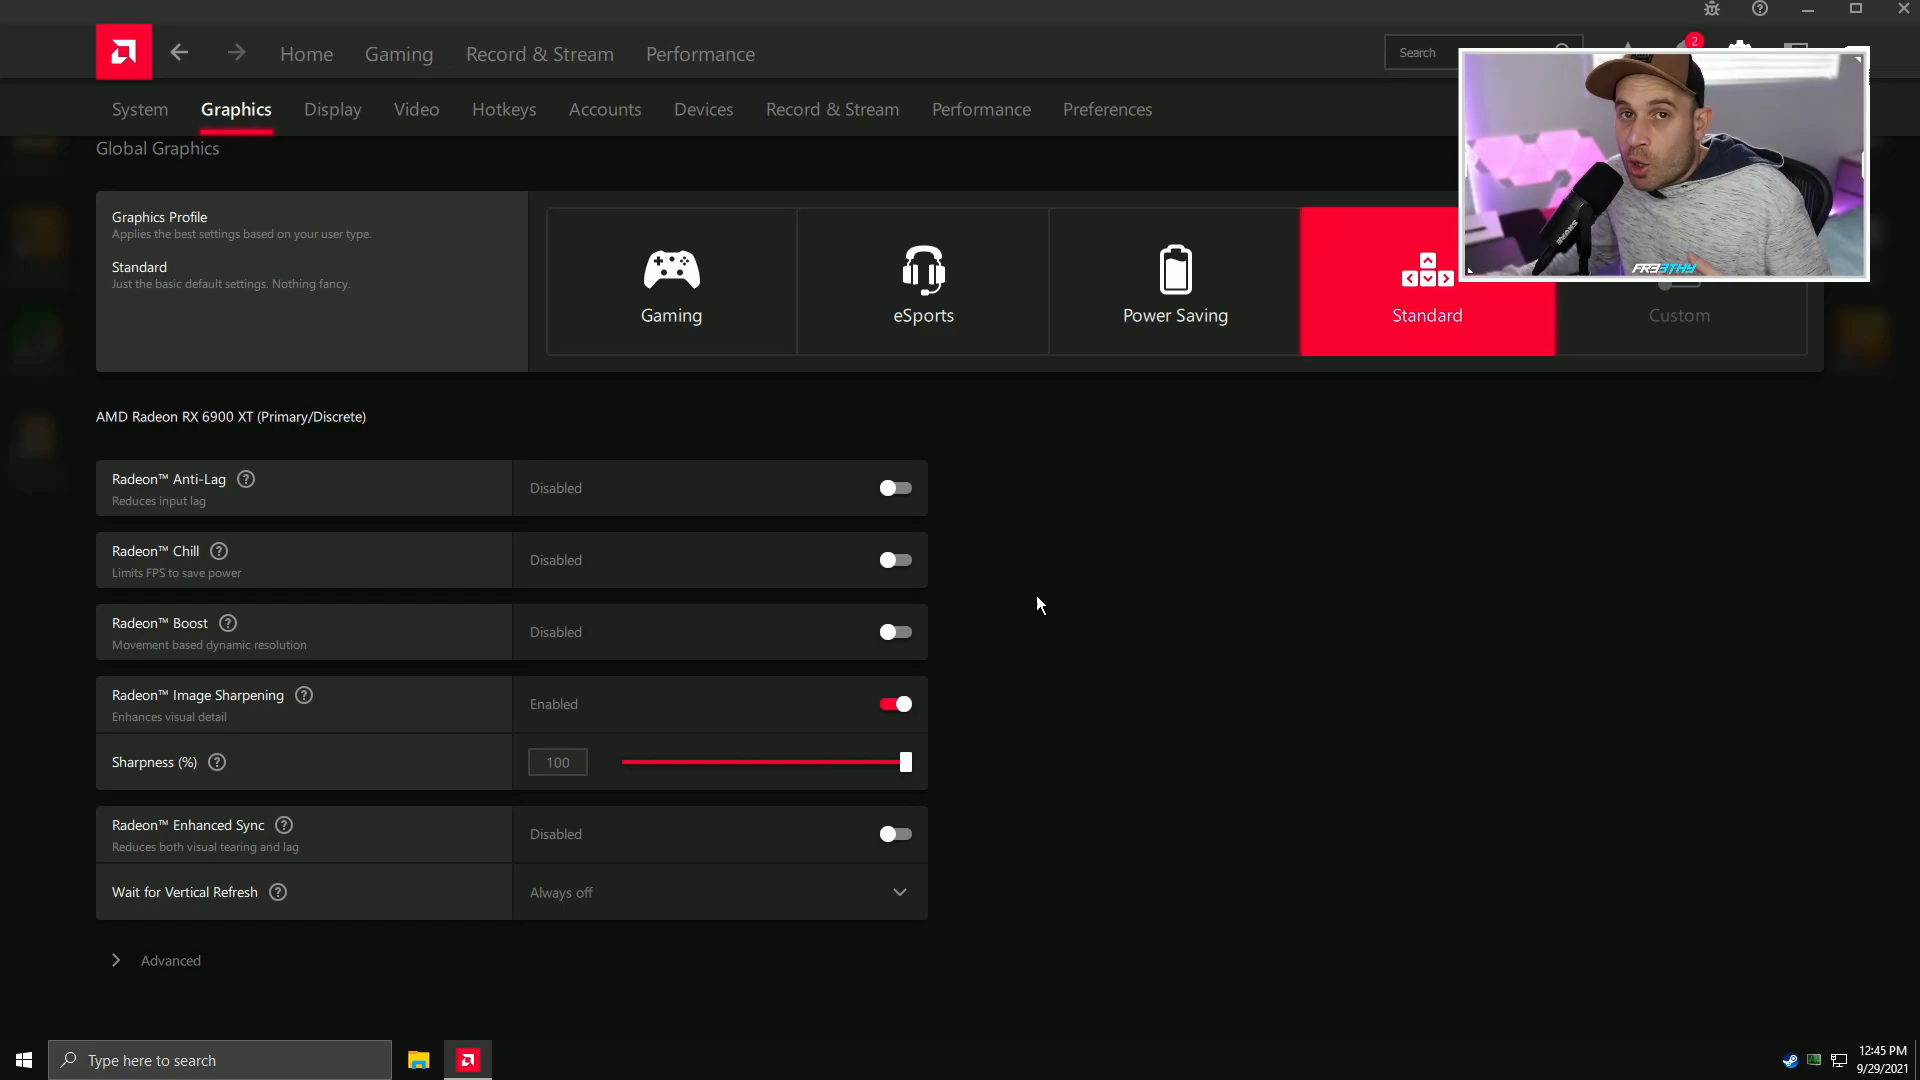 Home Gaming Record & Stream Performance
Search
2
System Graphics Display Video Hotkeys Accounts Devices Record & Stream Performance Preferences
Global Graphics
Graphics Profile
Applies the best settings based on your user type.
Standard
Just the basic default settings. Nothing fancy.
Gaming
eSports
Power Saving
Standard
Custom
FR33THY
AMD Radeon RX 6900 XT (Primary/Discrete)
Radeon™ Anti-Lag
Reduces input lag
Disabled
Radeon™ Chill
Limits FPS to save power
Disabled
Radeon™ Boost
Movement based dynamic resolution
Disabled
Radeon™ Image Sharpening
Enhances visual detail
Enabled
Sharpness (%)
100
Radeon™ Enhanced Sync
Reduces both visual tearing and lag
Disabled
Wait for Vertical Refresh
Always off
Advanced
Type here to search
12:45 PM
9/29/2021